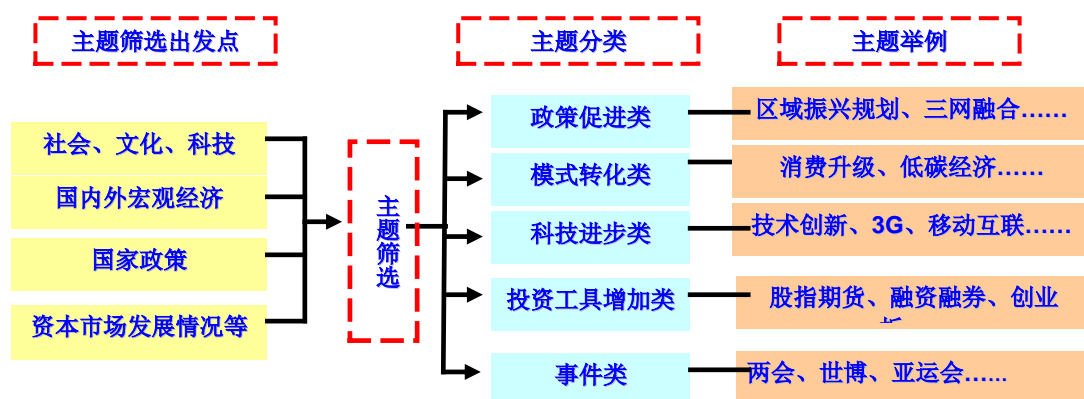 主题筛选出发点
主题分类
主题举例
社会、文化、科技
国内外宏观经济
国家政策
资本市场发展情况等
主题筛选
政策促进类
模式转化类
科技进步类
投资工具增加类
事件类
区域振兴规划、三网融合……
消费升级、低碳经济……
技术创新、3G、移动互联……
股指期货、融资融券、创业
两会、世博、亚运会……